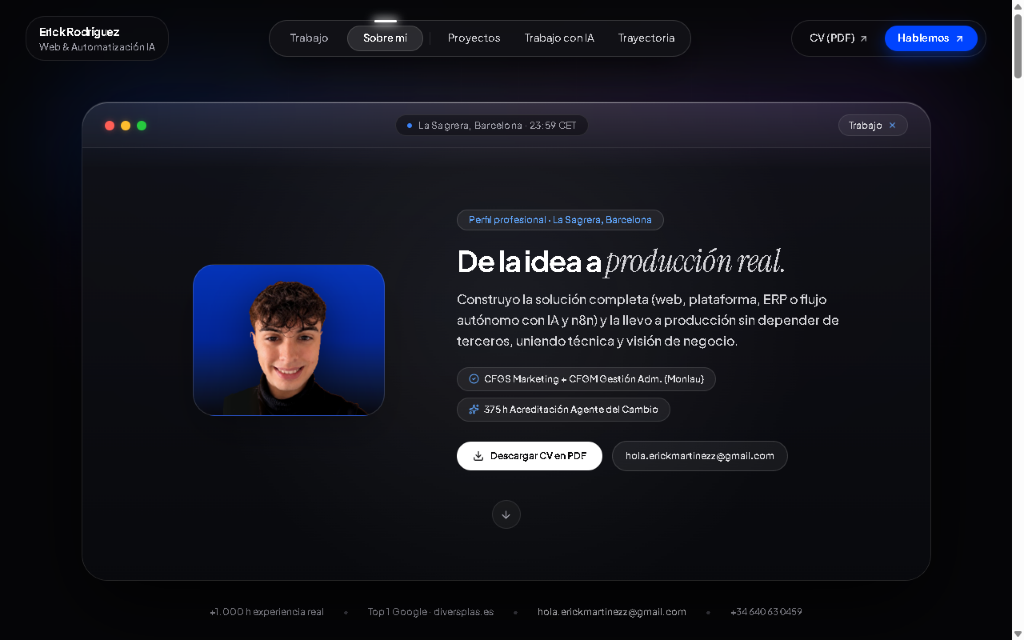 Erick Rodriguez
Web & Automatización IA
Trabajo
Sobre mí
Proyectos
Trabajo con IA
Trayectoria
CV (PDF) ↗
Hablemos ↗
La Sagrera, Barcelona · 23:59 CET
Trabajo ×
Perfil profesional · La Sagrera, Barcelona
De la idea a producción real.
Construyo la solución completa (web, plataforma, ERP o flujo
autónomo con IA y n8n) y la llevo a producción sin depender de
terceros, uniendo técnica y visión de negocio.
CFGS Marketing + CFGM Gestión Adm. (Monlau)
375 h Acreditación Agente del Cambio
Descargar CV en PDF
hola.erickmartinezz@gmail.com
+1.000 h experiencia real
Top 1 Google · diversplas.es
hola.erickmartinezz@gmail.com
+34 640 63 0459